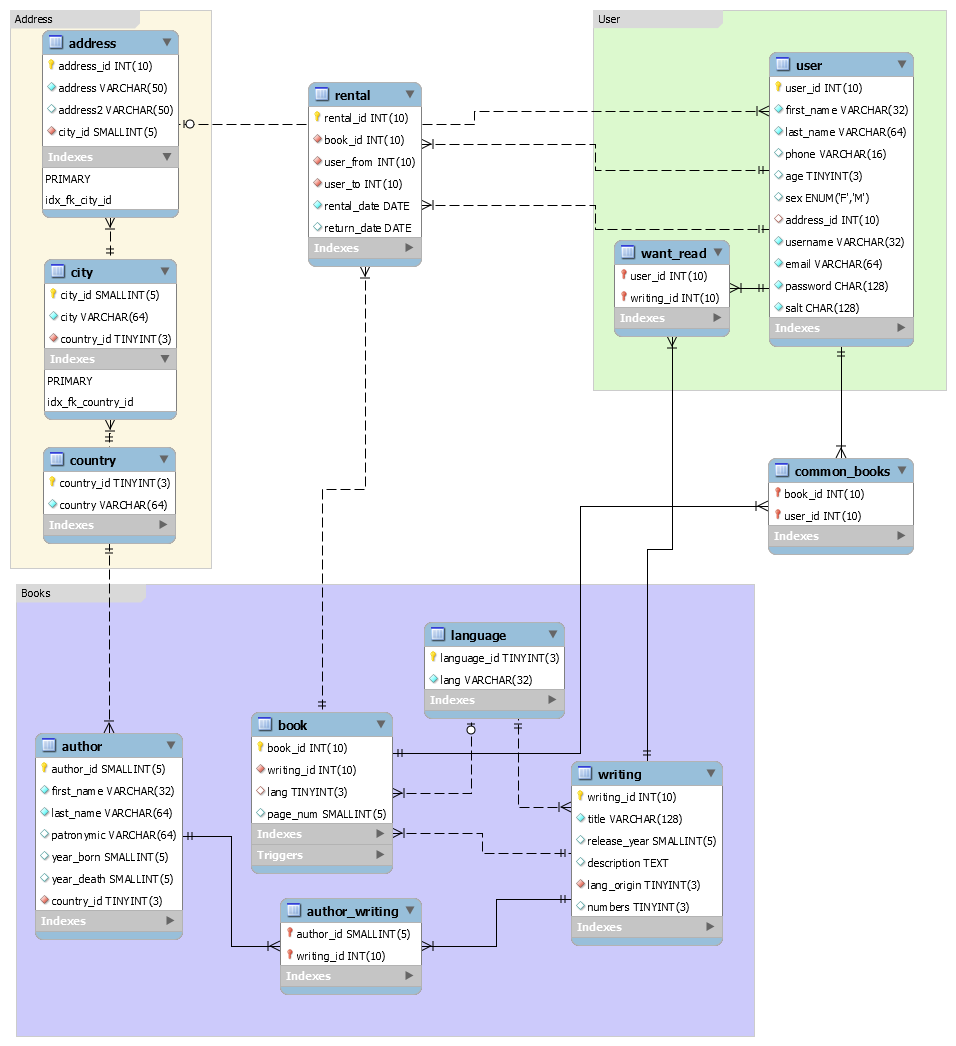 Address
address
address_id INT(10)
address VARCHAR(50)
address2 VARCHAR(50)
city_id SMALLINT(5)
Indexes
PRIMARY
idx_fk_city_id
city
city_id SMALLINT(5)
city VARCHAR(64)
country_id TINYINT(3)
Indexes
PRIMARY
idx_fk_country_id
country
country_id TINYINT(3)
country VARCHAR(64)
Indexes
rental
rental_id INT(10)
book_id INT(10)
user_from INT(10)
user_to INT(10)
rental_date DATE
return_date DATE
Indexes
User
user
user_id INT(10)
first_name VARCHAR(32)
last_name VARCHAR(64)
phone VARCHAR(16)
age TINYINT(3)
sex ENUM('F','M')
address_id INT(10)
username VARCHAR(32)
email VARCHAR(64)
password CHAR(128)
salt CHAR(128)
Indexes
want_read
user_id INT(10)
writing_id INT(10)
Indexes
common_books
book_id INT(10)
user_id INT(10)
Indexes
Books
language
language_id TINYINT(3)
lang VARCHAR(32)
Indexes
book
book_id INT(10)
writing_id INT(10)
lang TINYINT(3)
page_num SMALLINT(5)
Indexes
Triggers
author
author_id SMALLINT(5)
first_name VARCHAR(32)
last_name VARCHAR(64)
patronymic VARCHAR(64)
year_born SMALLINT(5)
year_death SMALLINT(5)
country_id TINYINT(3)
Indexes
writing
writing_id INT(10)
title VARCHAR(128)
release_year SMALLINT(5)
description TEXT
lang_origin TINYINT(3)
numbers TINYINT(3)
Indexes
author_writing
author_id SMALLINT(5)
writing_id INT(10)
Indexes